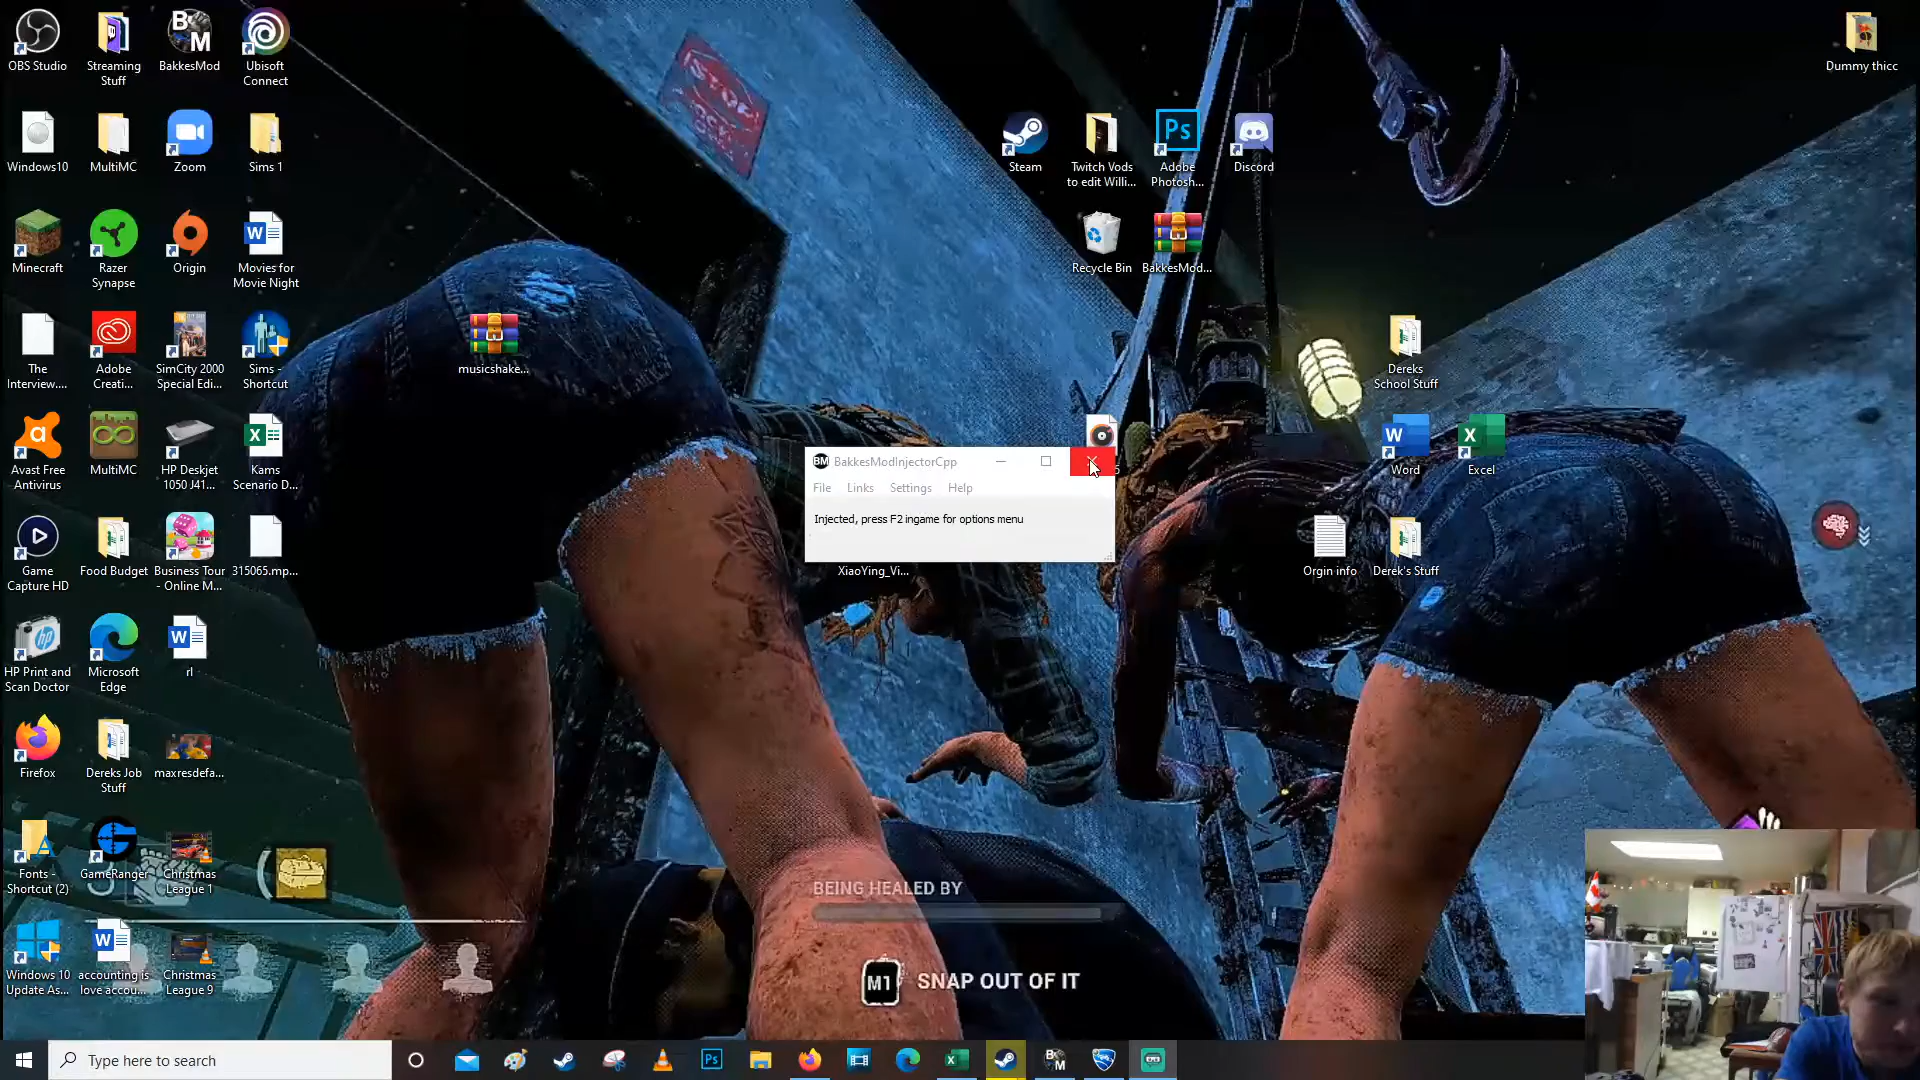 OBS Studio
Streaming
Stuff
BakkesMod
Ubisoft
Connect
Dummy thicc
Windows10
MultiMC
Zoom
Sims 1
Steam
Twitch Vods
to edit Willi...
Adobe
Photosh...
Discord
Minecraft
Razer
Synapse
Origin
Movies for
Movie Night
Recycle Bin
BakkesMod...
The
Interview....
Adobe
Creati...
SimCity 2000
Special Edi...
Sims -
Shortcut
musicshake...
Dereks
School Stuff
Avast Free
Antivirus
MultiMC
HP Deskjet
1050 J41...
Kams
Scenario D...
Word
Excel
BakkesModInjectorCpp
File
Links
Settings
Help
Injected, press F2 ingame for options menu
Game
Capture HD
Food Budget
Business Tour
- Online M...
315065.mp...
XiaoYing_Vi...
Orgin info
Derek's Stuff
HP Print and
Scan Doctor
Microsoft
Edge
rl
Firefox
Dereks Job
Stuff
maxresdefa...
Fonts -
Shortcut (2)
GameRanger
Christmas
League 1
BEING HEALED BY
Windows 10
Update As...
accounting is
love accou...
Christmas
League 9
M1
SNAP OUT OF IT
Type here to search